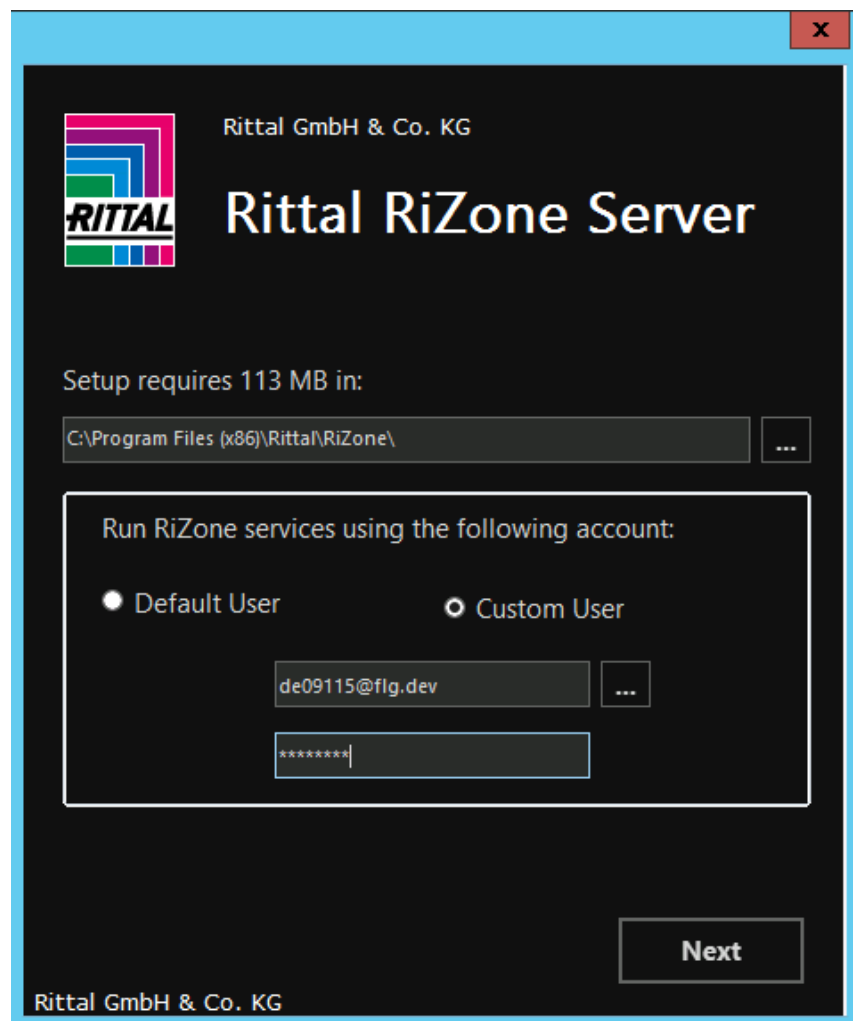 x
Rittal GmbH & Co. KG
RITTAL
Rittal RiZone Server
Setup requires 113 MB in:
C:\Program Files (x86)\Rittal\RiZone\
...
Run RiZone services using the following account:
Default User
Custom User
de09115@flg.dev
...
********
Next
Rittal GmbH & Co. KG